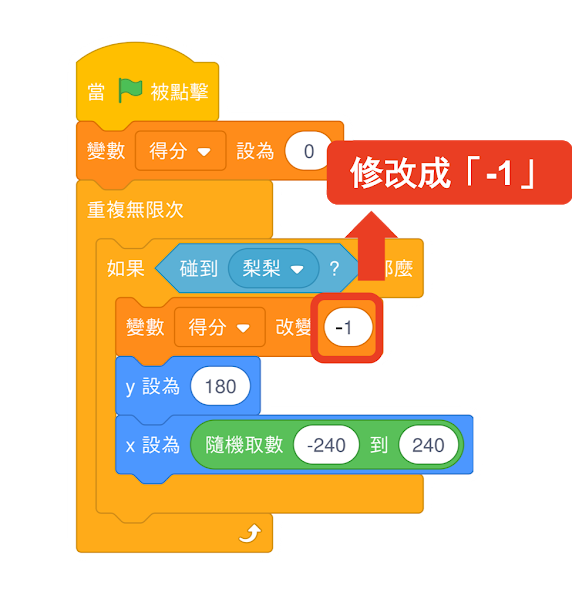 當 被點擊
變數 得分 設為 0
修改成「-1」
重複無限次
如果 碰到 梨梨 ? 那麼
變數 得分 改變 -1
y 設為 180
x 設為 隨機取數 -240 到 240